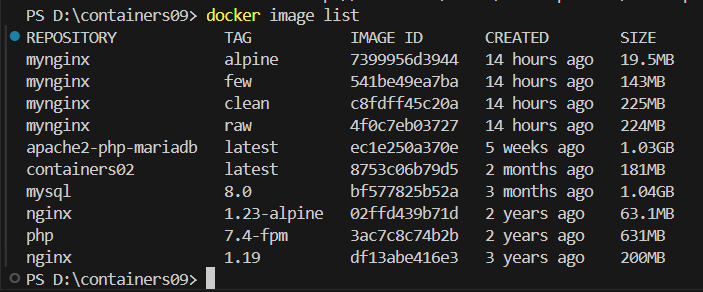 PS D:\containers09> docker image list
REPOSITORY TAG IMAGE ID CREATED SIZE
mynginx alpine 7399956d3944 14 hours ago 19.5MB
mynginx few 541be49ea7ba 14 hours ago 143MB
mynginx clean c8fdff45c20a 14 hours ago 225MB
mynginx raw 4f0c7eb03727 14 hours ago 224MB
apache2-php-mariadb latest ec1e250a370e 5 weeks ago 1.03GB
containers02 latest 8753c06b79d5 2 months ago 181MB
mysql 8.0 bf577825b52a 3 months ago 1.04GB
nginx 1.23-alpine 02ffd439b71d 2 years ago 63.1MB
php 7.4-fpm 3ac7c8c74b2b 2 years ago 631MB
nginx 1.19 df13abe416e3 3 years ago 200MB
PS D:\containers09>